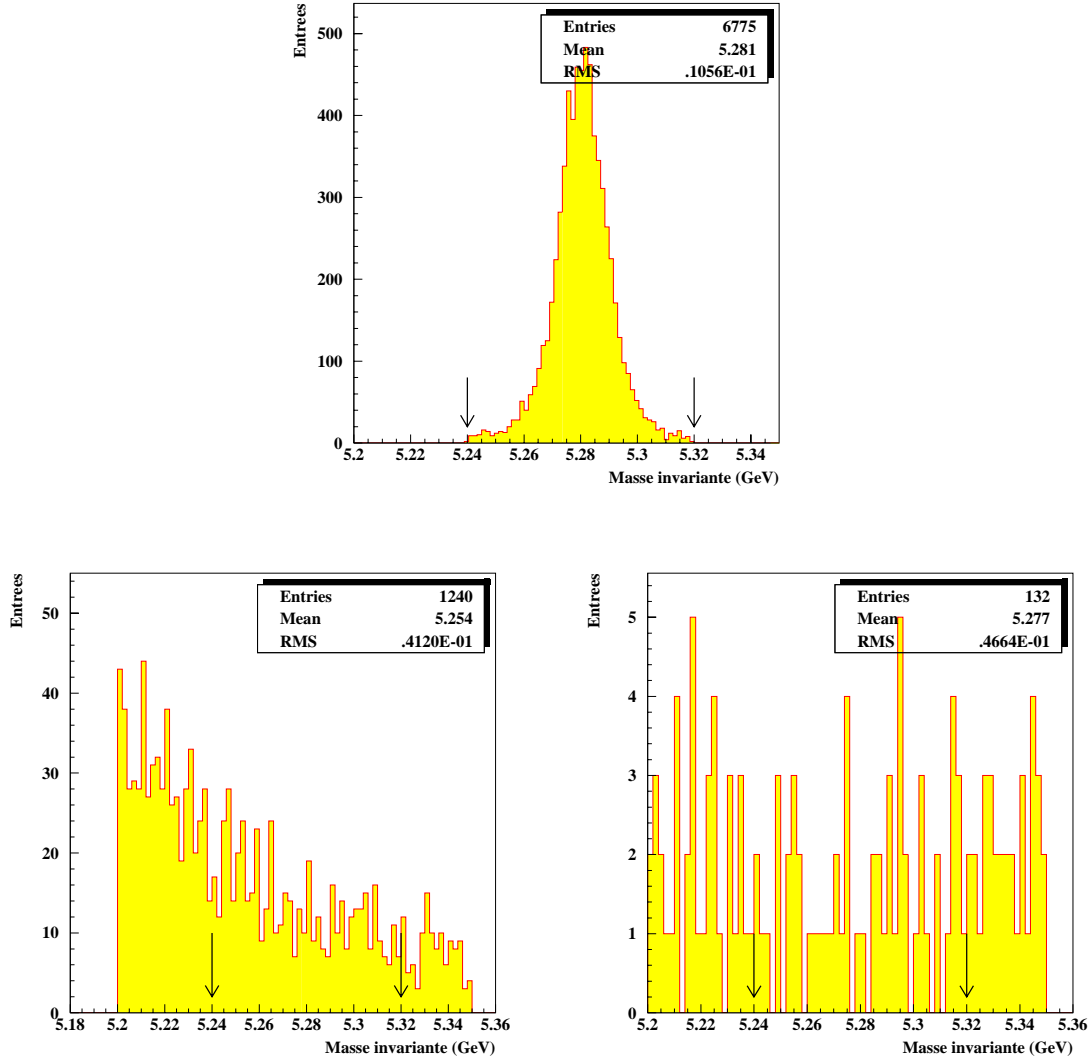 Entrees
Entries 6775
Mean 5.281
RMS .1056E-01
500
400
300
200
100
0
5.2 5.22 5.24 5.26 5.28 5.3 5.32 5.34
Masse invariante (GeV)
Entrees
Entries 1240
Mean 5.254
RMS .4120E-01
50
40
30
20
10
0
5.18 5.2 5.22 5.24 5.26 5.28 5.3 5.32 5.34 5.36
Masse invariante (GeV)
Entrees
Entries 132
Mean 5.277
RMS .4664E-01
5
4
3
2
1
0
5.2 5.22 5.24 5.26 5.28 5.3 5.32 5.34 5.36
Masse invariante (GeV)